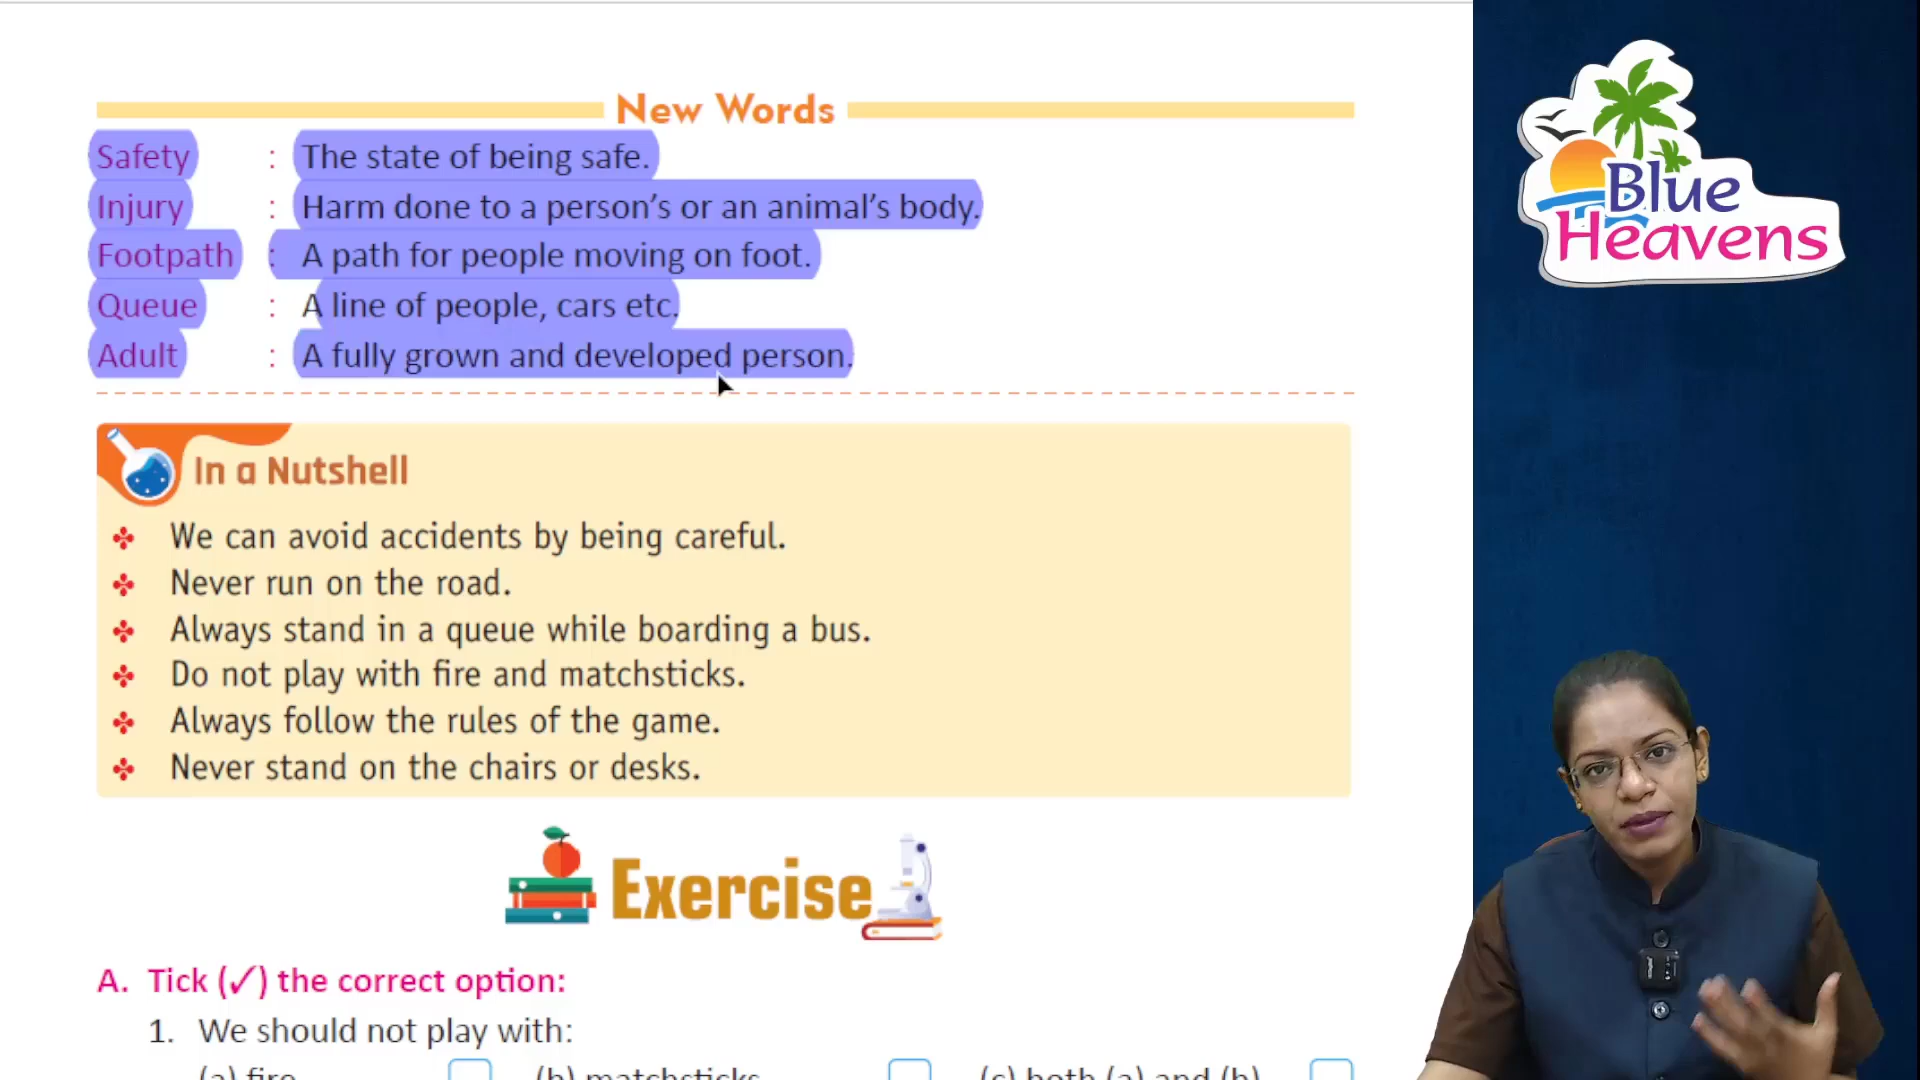 New Words
Safety : The state of being safe.
Injury : Harm done to a person's or an animal's body.
Footpath : A path for people moving on foot.
Queue : A line of people, cars etc.
Adult : A fully grown and developed person.
In a Nutshell
We can avoid accidents by being careful.
Never run on the road.
Always stand in a queue while boarding a bus.
Do not play with fire and matchsticks.
Always follow the rules of the game.
Never stand on the chairs or desks.
Exercise
A. Tick (✓) the correct option:
1. We should not play with:
(a) fire (b) matchsticks (c) both (a) and (b)
Blue
Heavens